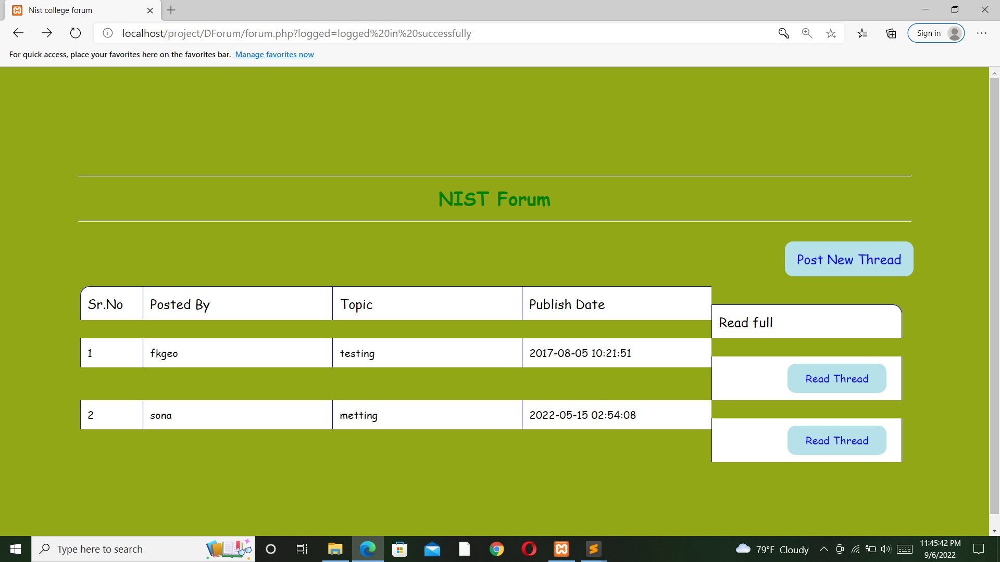 Nist college forum
localhost/project/DForum/forum.php?logged=logged%20in%20successfully
Sign in
For quick access, place your favorites here on the favorites bar. Manage favorites now
NIST Forum
Post New Thread
Sr.No Posted By Topic Publish Date
Read full
1 fkgeo testing 2017-08-05 10:21:51
Read Thread
2 sona metting 2022-05-15 02:54:08
Read Thread
Type here to search
79°F Cloudy
11:45:42 PM
9/6/2022